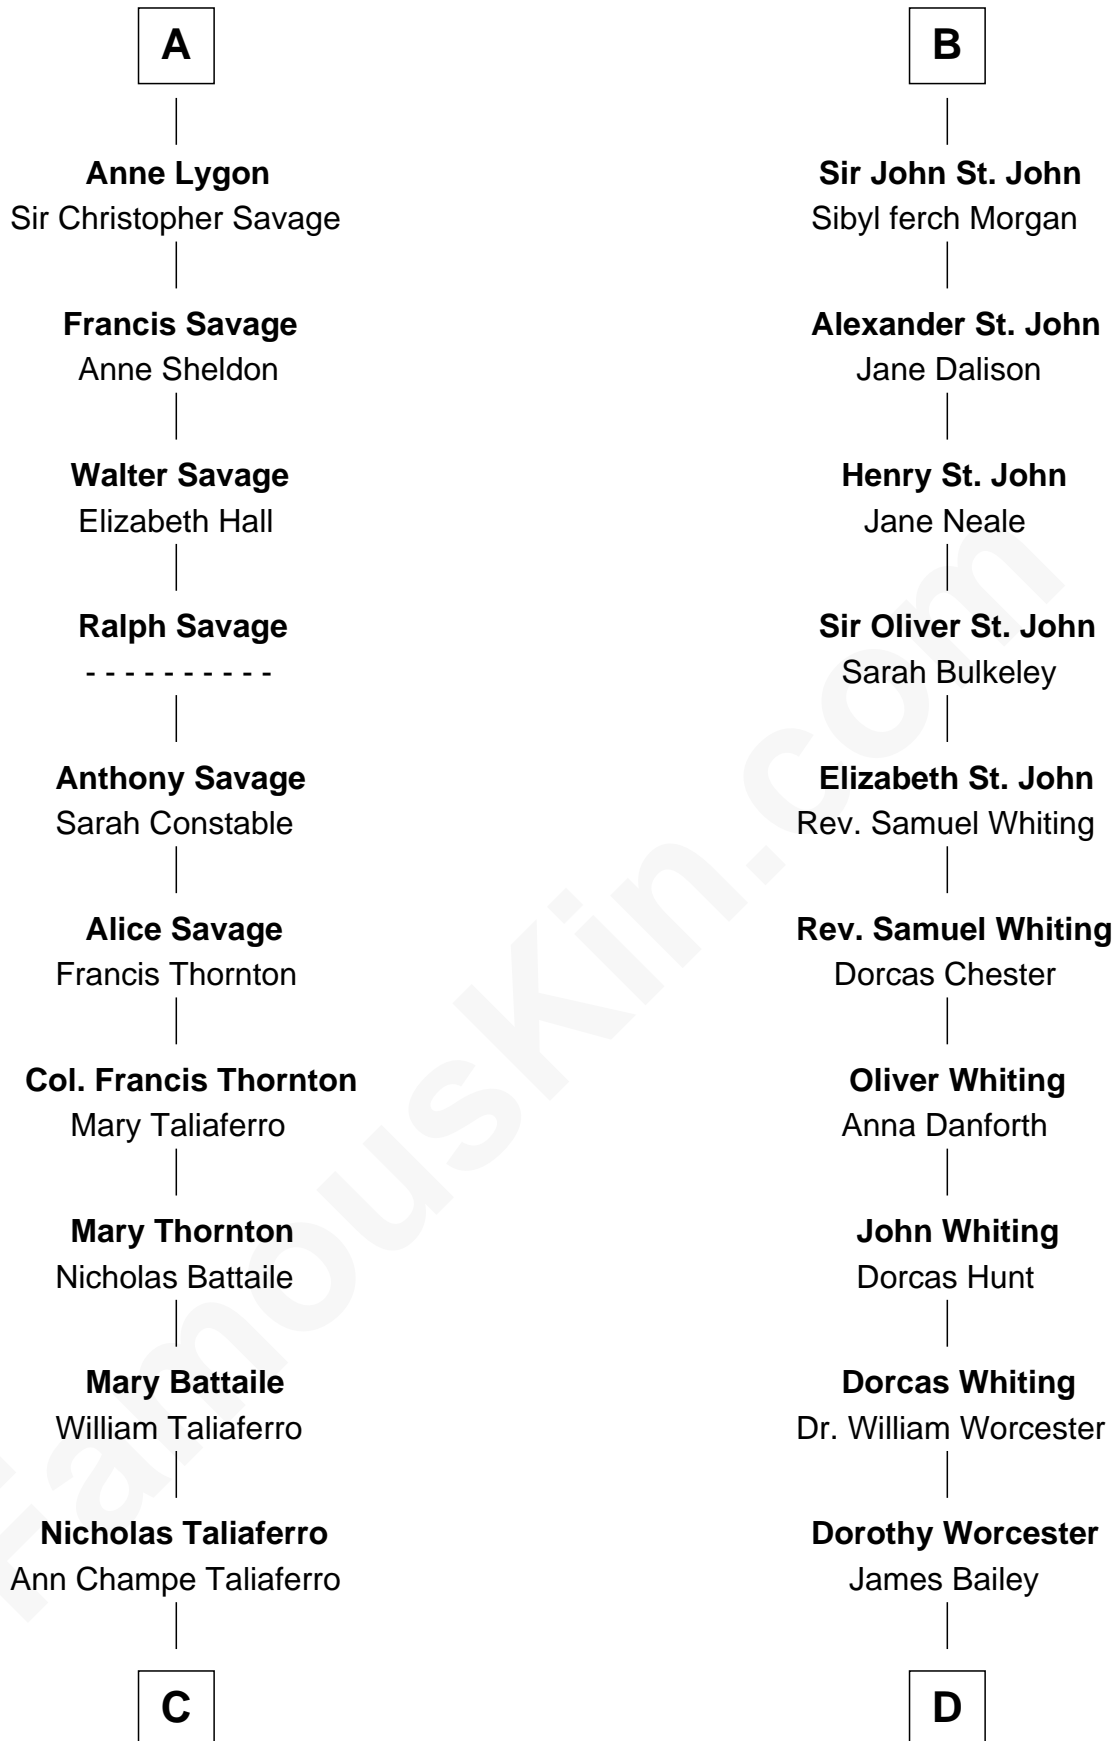 A
Anne Lygon
Sir Christopher Savage
Francis Savage
Anne Sheldon
Walter Savage
Elizabeth Hall
Ralph Savage
- - - - - - - - - -
Anthony Savage
Sarah Constable
Alice Savage
Francis Thornton
Col. Francis Thornton
Mary Taliaferro
Mary Thornton
Nicholas Battaile
Mary Battaile
William Taliaferro
Nicholas Taliaferro
Ann Champe Taliaferro
C
B
Sir John St. John
Sibyl ferch Morgan
Alexander St. John
Jane Dalison
Henry St. John
Jane Neale
Sir Oliver St. John
Sarah Bulkeley
Elizabeth St. John
Rev. Samuel Whiting
Rev. Samuel Whiting
Dorcas Chester
Oliver Whiting
Anna Danforth
John Whiting
Dorcas Hunt
Dorcas Whiting
Dr. William Worcester
Dorothy Worcester
James Bailey
D
FamousKin.com